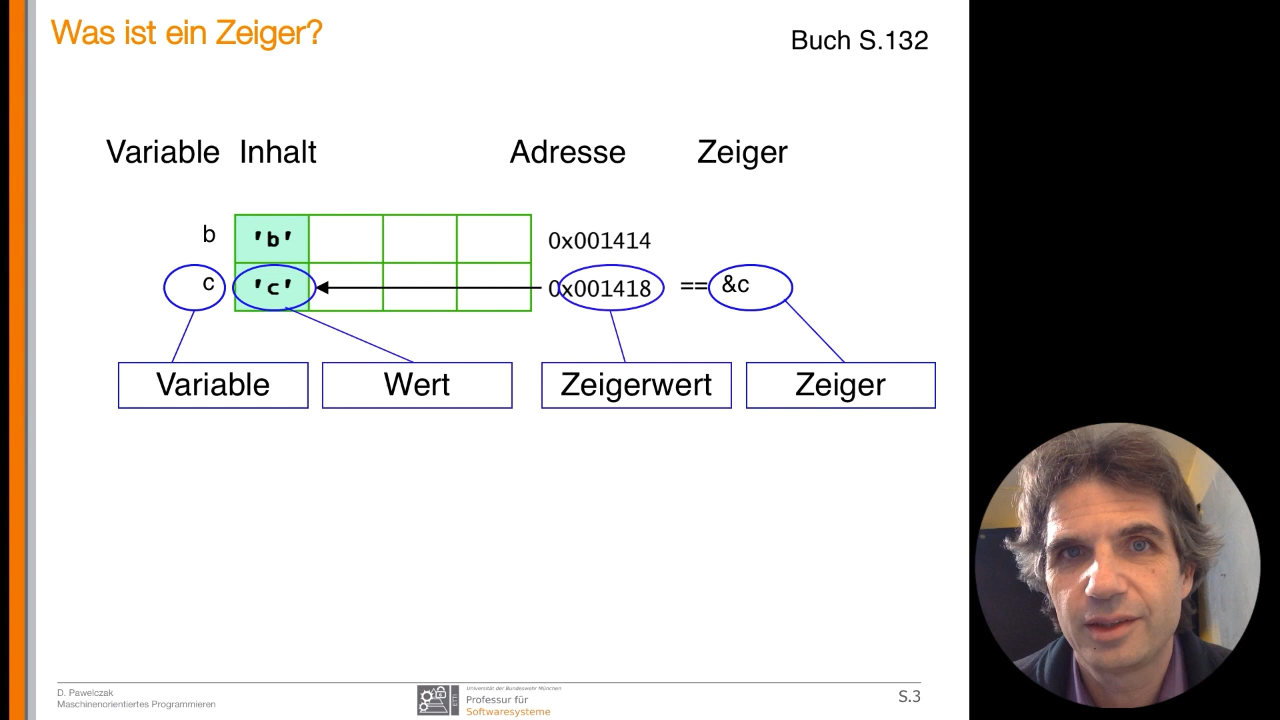 Was ist ein Zeiger?
Buch S.132
Variable Inhalt Adresse Zeiger
b 'b' 0x001414
c 'c' 0x001418 == &c
Variable Wert Zeigerwert Zeiger
D. Pawelczak
Maschinenorientiertes Programmieren
ETTI
Universität der Bundeswehr München
Professur für
Softwaresysteme
S.3